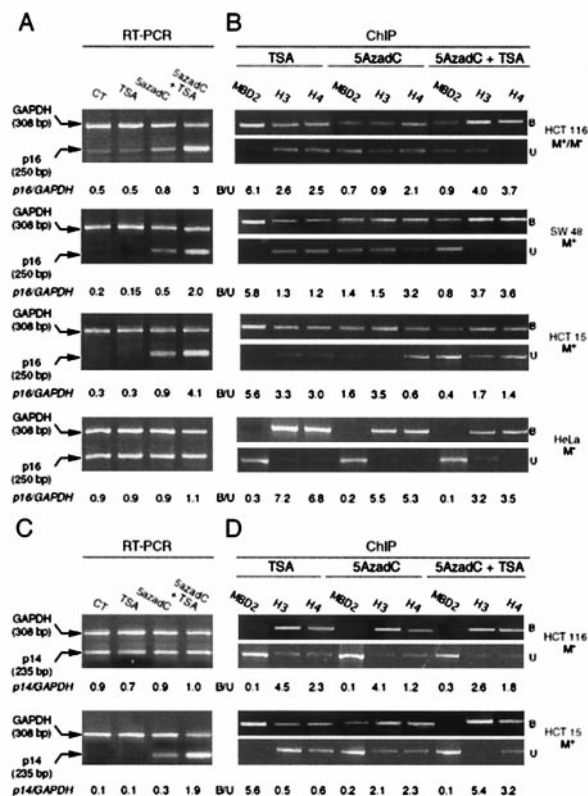 A B
RT-PCR ChIP
TSA 5AzadC 5AzadC + TSA
CT TSA 5azadC 5azadC + TSA MBD2 H3 H4 MBD2 H3 H4 MBD2 H3 H4
GAPDH (308 bp) B HCT 116
p16 (250 bp) U M+/M-
p16/GAPDH 0.5 0.5 0.8 3 B/U 6.1 2.6 2.5 0.7 0.9 2.1 0.9 4.0 3.7
GAPDH (308 bp) B SW 48
p16 (250 bp) U M+
p16/GAPDH 0.2 0.15 0.5 2.0 B/U 5.8 1.3 1.2 1.4 1.5 3.2 0.8 3.7 3.6
GAPDH (308 bp) B HCT 15
p16 (250 bp) U M+
p16/GAPDH 0.3 0.3 0.9 4.1 B/U 5.6 3.3 3.0 1.6 3.5 0.6 0.4 1.7 1.4
GAPDH (308 bp) B HeLa
p16 (250 bp) U M-
p16/GAPDH 0.9 0.9 0.9 1.1 B/U 0.3 7.2 6.8 0.2 5.5 5.3 0.1 3.2 3.5
C D
RT-PCR ChIP
TSA 5AzadC 5AzadC + TSA
CT TSA 5azadC 5azadC + TSA MBD2 H3 H4 MBD2 H3 H4 MBD2 H3 H4
GAPDH (308 bp) B HCT 116
p14 (235 bp) U M-
p14/GAPDH 0.9 0.7 0.9 1.0 B/U 0.1 4.5 2.3 0.1 4.1 1.2 0.3 2.6 1.8
GAPDH (308 bp) B HCT 15
p14 (235 bp) U M+
p14/GAPDH 0.1 0.1 0.3 1.9 B/U 5.6 0.5 0.6 0.2 2.1 2.3 0.1 5.4 3.2